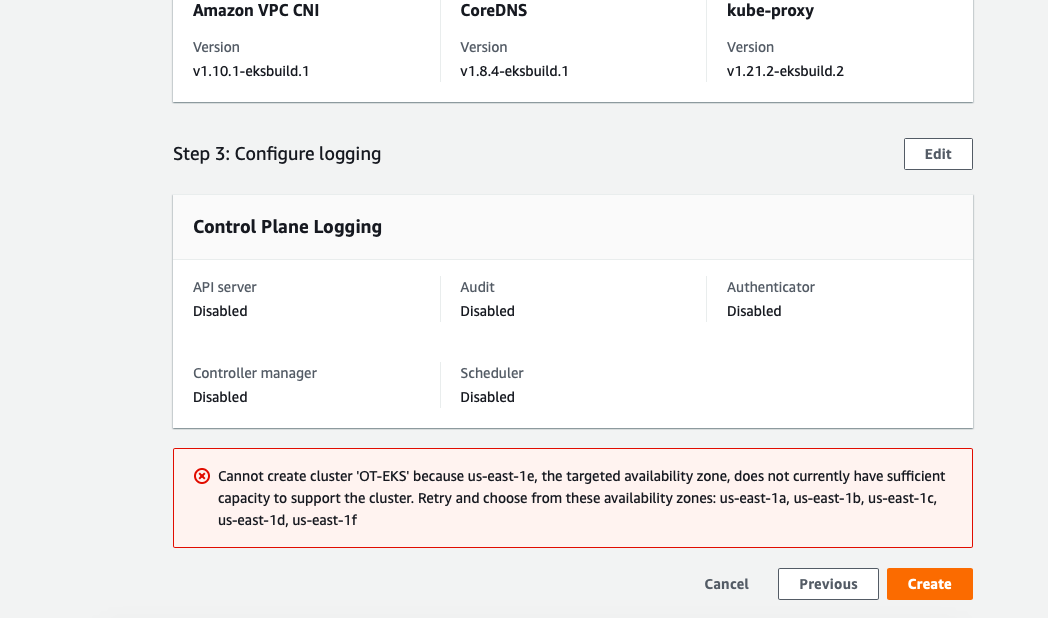 Amazon VPC CNI
CoreDNS
kube-proxy
Version
Version
Version
v1.10.1-eksbuild.1
v1.8.4-eksbuild.1
v1.21.2-eksbuild.2
Step 3: Configure logging
Edit
Control Plane Logging
API server
Audit
Authenticator
Disabled
Disabled
Disabled
Controller manager
Scheduler
Disabled
Disabled
Cannot create cluster 'OT-EKS' because us-east-1e, the targeted availability zone, does not currently have sufficient
capacity to support the cluster. Retry and choose from these availability zones: us-east-1a, us-east-1b, us-east-1c,
us-east-1d, us-east-1f
Cancel
Previous
Create